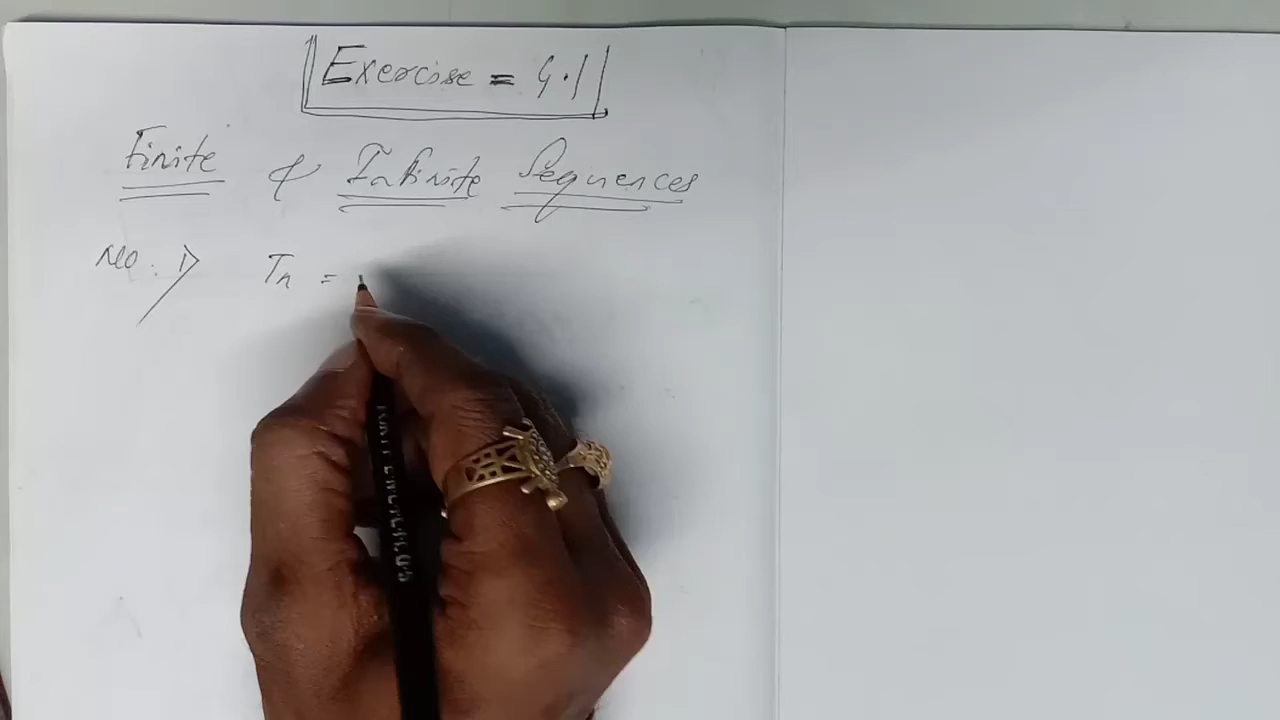 Exercise = 4.1
Finite & Infinite Sequences
No. 1) Tn =